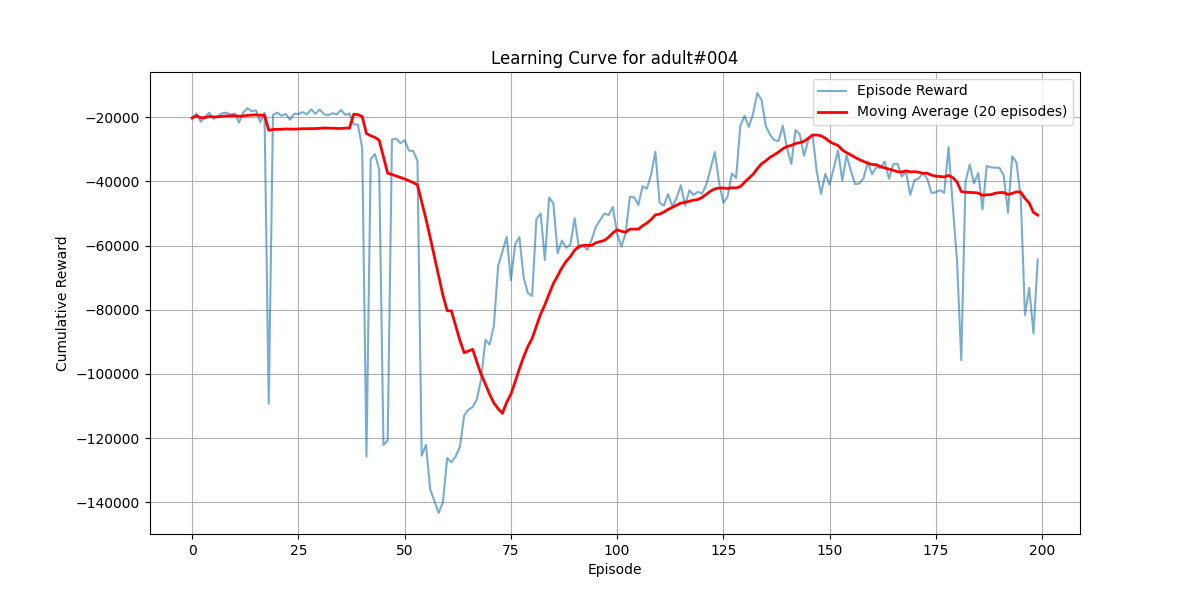 Learning Curve for adult#004
Episode Reward
Moving Average (20 episodes)
Cumulative Reward
−20000
−40000
−60000
−80000
−100000
−120000
−140000
0 25 50 75 100 125 150 175 200
Episode